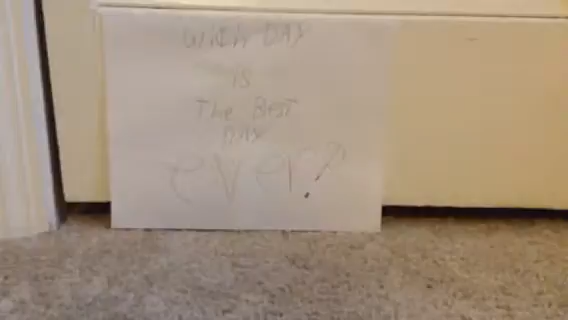 WHICH DAY
is
The Best
DAY
ever?